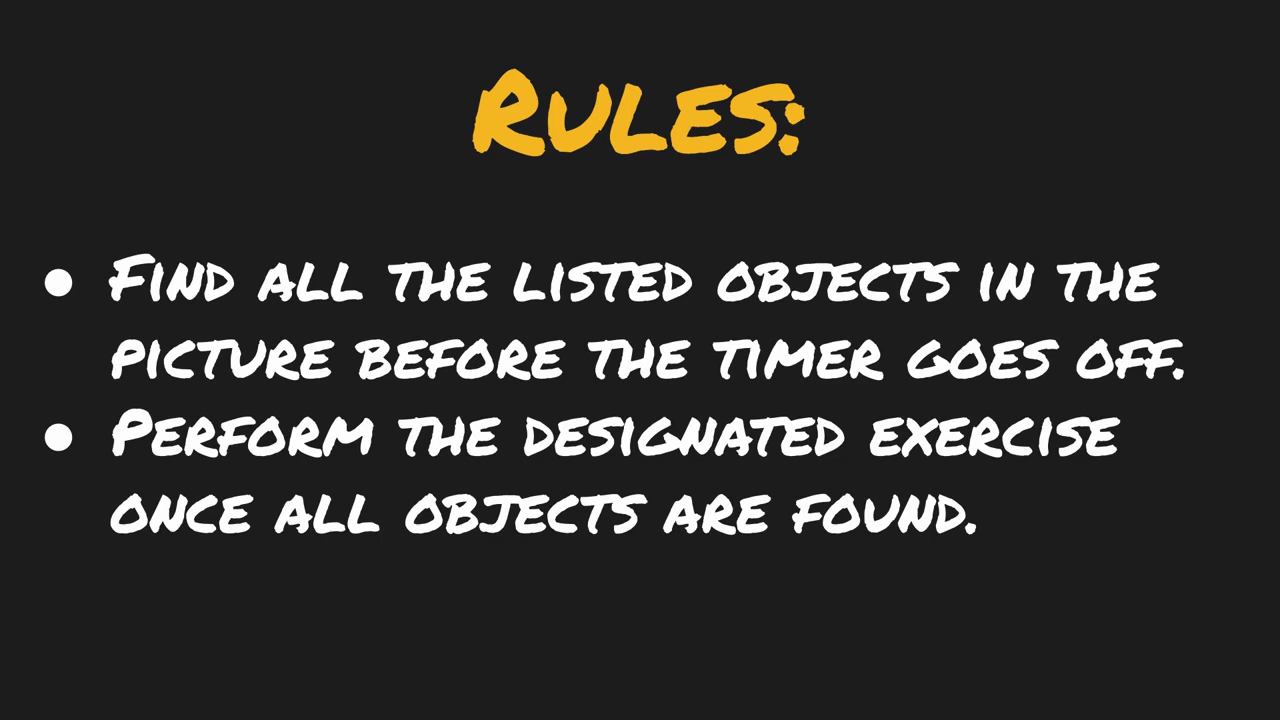 Rules:
● Find all the listed objects in the
picture before the timer goes off.
● Perform the designated exercise
once all objects are found.